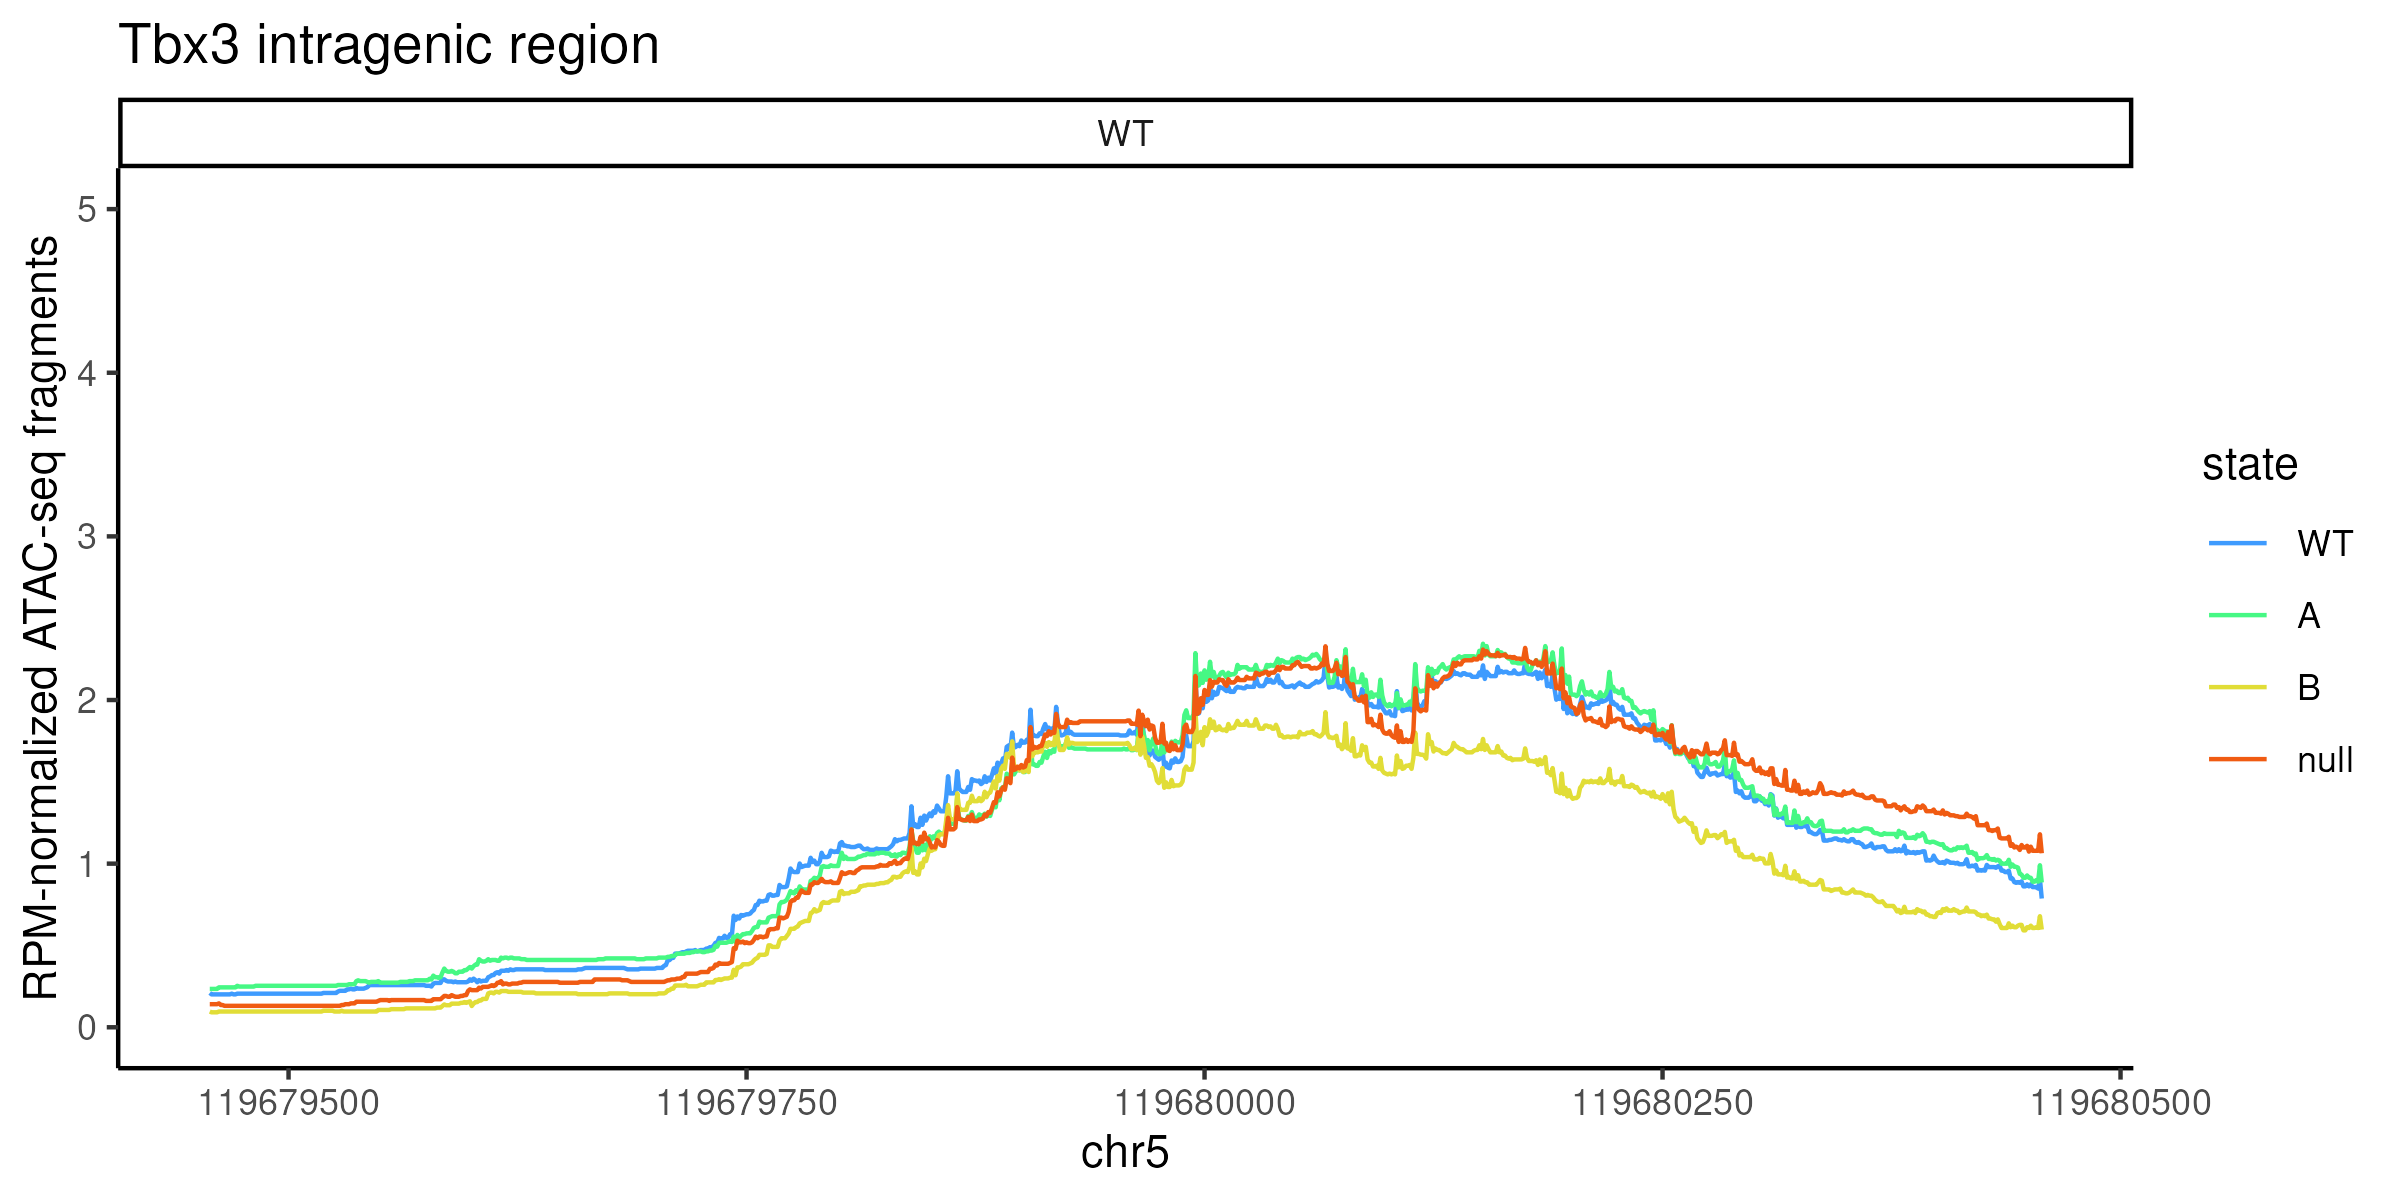 Tbx3 intragenic region
WT
RPM-normalized ATAC-seq fragments
5
4
3
2
1
0
119679500
119679750
119680000
119680250
119680500
chr5
state
WT
A
B
null